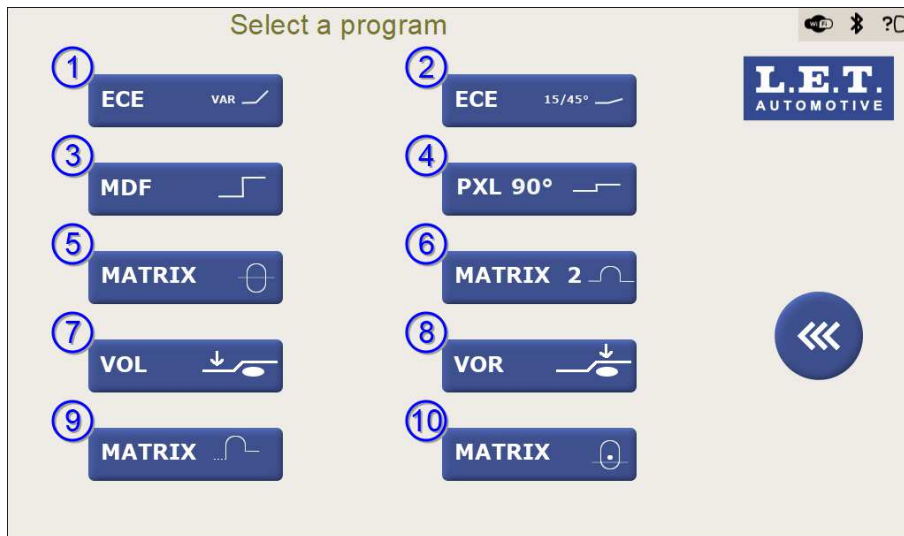 Select a program
WiFi ?
L.E.T.
AUTOMOTIVE
1
ECE VAR
2
ECE 15/45°
3
MDF
4
PXL 90°
5
MATRIX
6
MATRIX 2
7
VOL
8
VOR
9
MATRIX ...
10
MATRIX